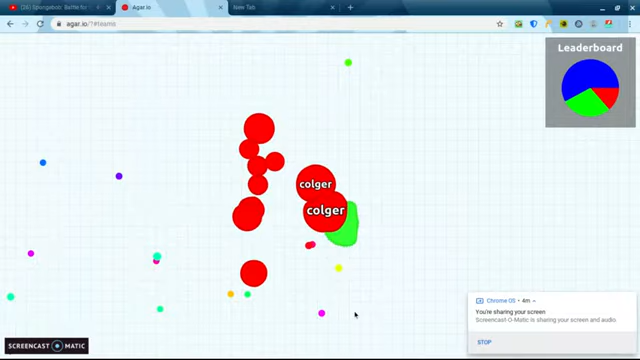 (26) Spongebob: Battle for
Agar.io
New Tab
agar.io/?#teams
Leaderboard
colger
colger
Chrome OS • 4m
You're sharing your screen
Screencast-O-Matic is sharing your screen and audio.
STOP
SCREENCAST MATIC